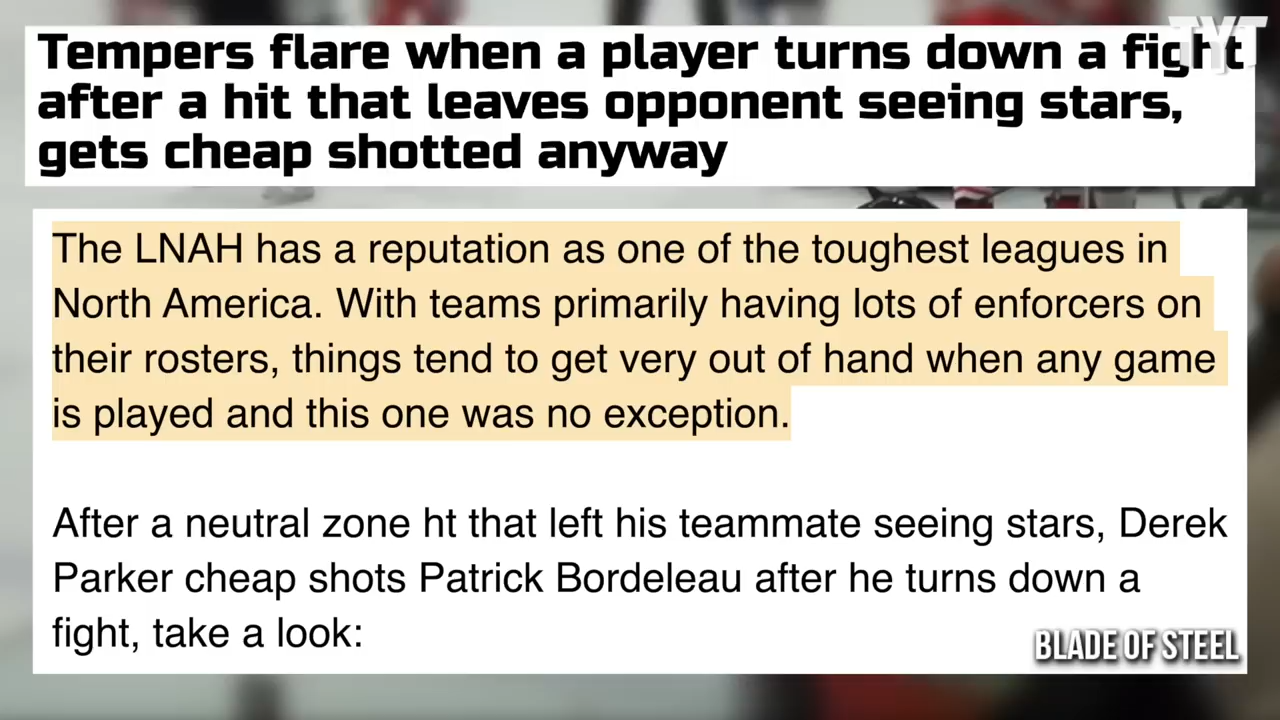 TYT
Tempers flare when a player turns down a fight
after a hit that leaves opponent seeing stars,
gets cheap shotted anyway
The LNAH has a reputation as one of the toughest leagues in
North America. With teams primarily having lots of enforcers on
their rosters, things tend to get very out of hand when any game
is played and this one was no exception.
After a neutral zone ht that left his teammate seeing stars, Derek
Parker cheap shots Patrick Bordeleau after he turns down a
fight, take a look:
BLADE OF STEEL